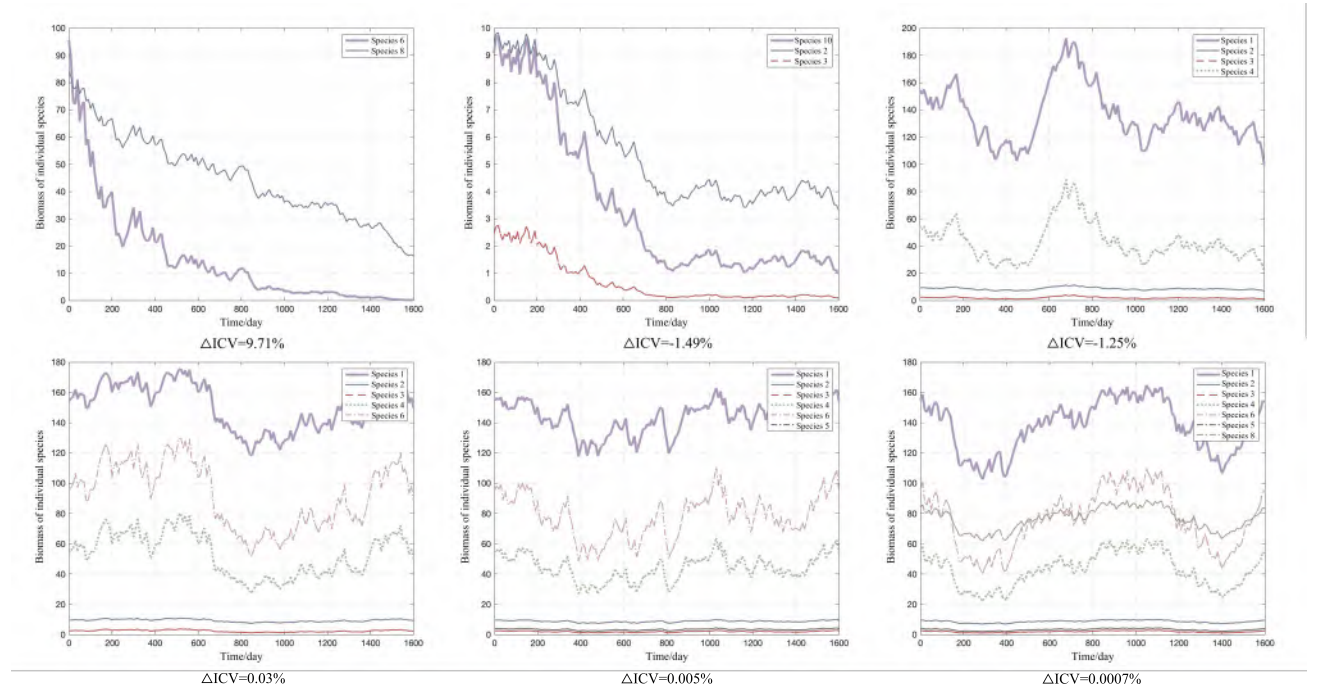 100
90
80
70
60
50
40
30
20
10
0
Biomass of individual species
Species 6
Species 8
0 200 400 600 800 1000 1200 1400 1600
Time/day
△ICV=9.71%
10
9
8
7
6
5
4
3
2
1
0
Biomass of individual species
Species 10
Species 2
Species 3
0 200 400 600 800 1000 1200 1400 1600
Time/day
△ICV=-1.49%
200
180
160
140
120
100
80
60
40
20
0
Biomass of individual species
Species 1
Species 2
Species 3
Species 4
0 200 400 600 800 1000 1200 1400 1600
Time/day
△ICV=-1.25%
180
160
140
120
100
80
60
40
20
0
Biomass of individual species
Species 1
Species 2
Species 3
Species 4
Species 6
0 200 400 600 800 1000 1200 1400 1600
Time/day
△ICV=0.03%
180
160
140
120
100
80
60
40
20
0
Biomass of individual species
Species 1
Species 2
Species 3
Species 4
Species 6
Species 5
0 200 400 600 800 1000 1200 1400 1600
Time/day
△ICV=0.005%
180
160
140
120
100
80
60
40
20
0
Biomass of individual species
Species 1
Species 2
Species 3
Species 4
Species 6
Species 5
Species 8
0 200 400 600 800 1000 1200 1400 1600
Time/day
△ICV=0.0007%